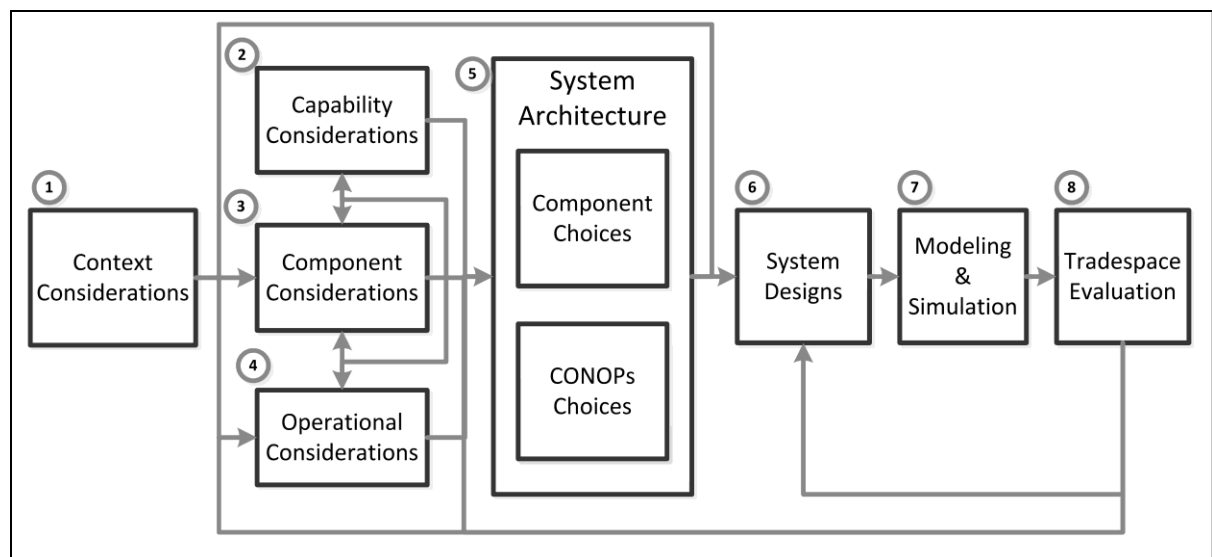 1
Context
Considerations
2
Capability
Considerations
3
Component
Considerations
4
Operational
Considerations
5
System
Architecture
Component
Choices
CONOPs
Choices
6
System
Designs
7
Modeling
&
Simulation
8
Tradespace
Evaluation